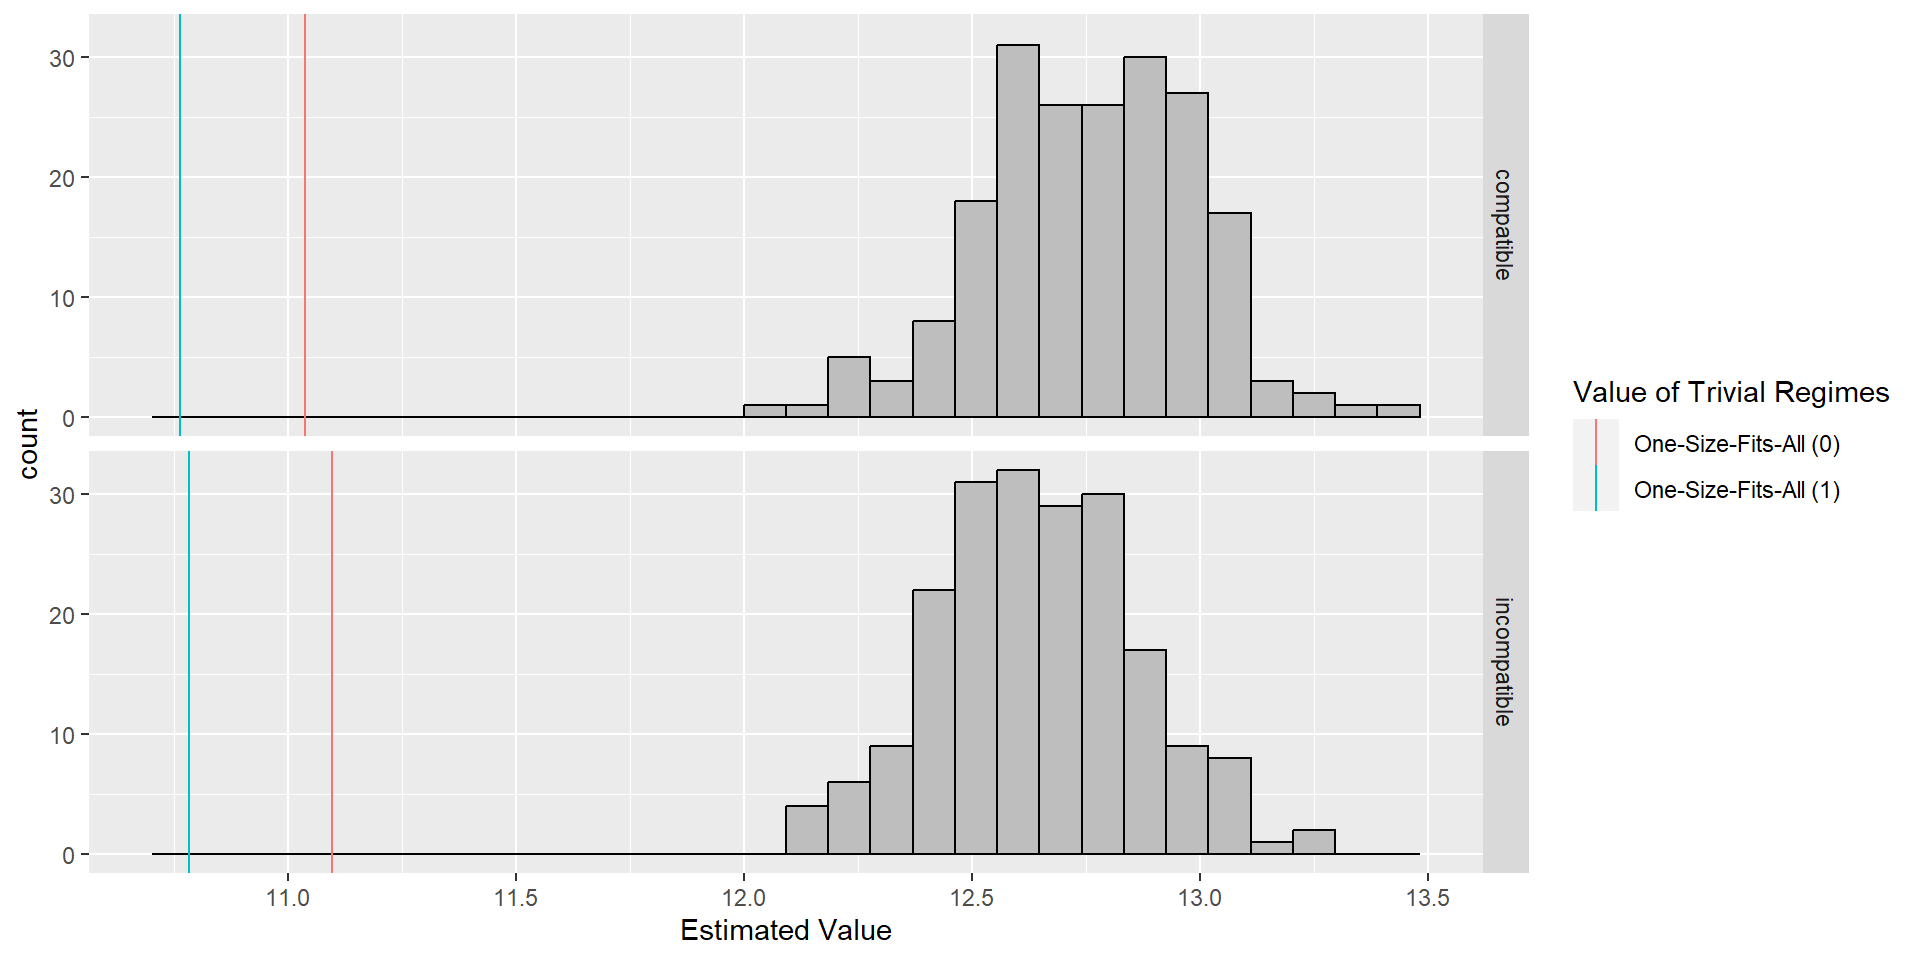 30
20
10
0
compatible
count
30
20
10
0
incompatible
11.0
11.5
12.0
12.5
13.0
13.5
Estimated Value
Value of Trivial Regimes
One-Size-Fits-All (0)
One-Size-Fits-All (1)